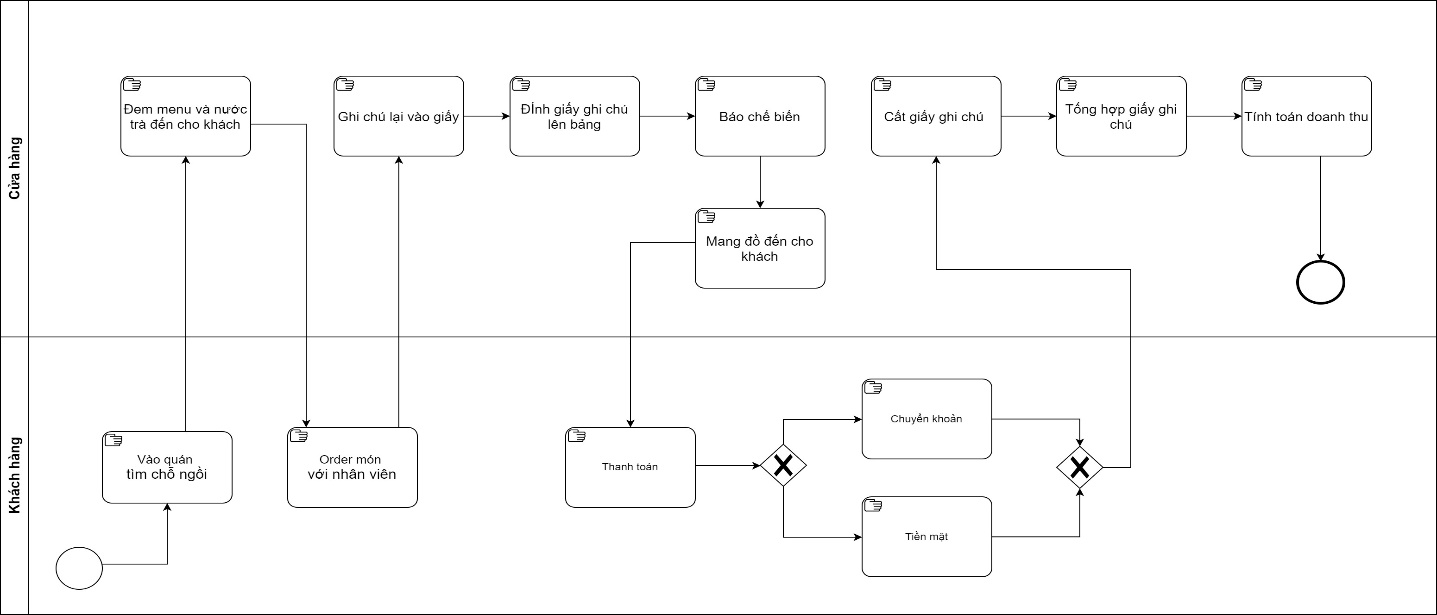 Cửa hàng
Đem menu và nước
trà đến cho khách
Ghi chú lại vào giấy
Đính giấy ghi chú
lên bảng
Báo chế biến
Cất giấy ghi chú
Tổng hợp giấy ghi
chú
Tính toán doanh thu
Mang đồ đến cho
khách
Khách hàng
Vào quán
tìm chỗ ngồi
Order món
với nhân viên
Thanh toán
Chuyển khoản
Tiền mặt